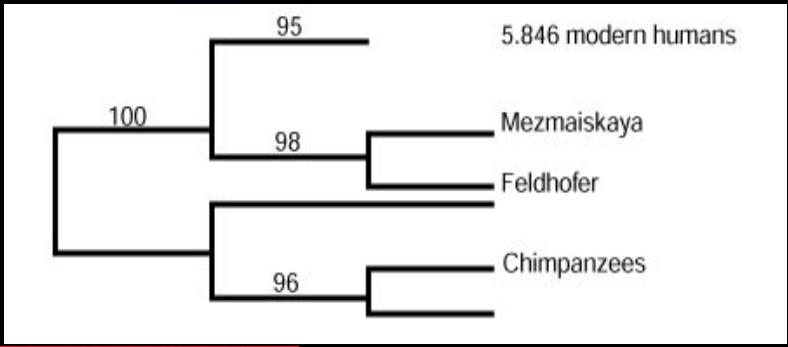 95
5.846 modern humans
100
Mezmaiskaya
98
Feldhofer
Chimpanzees
96